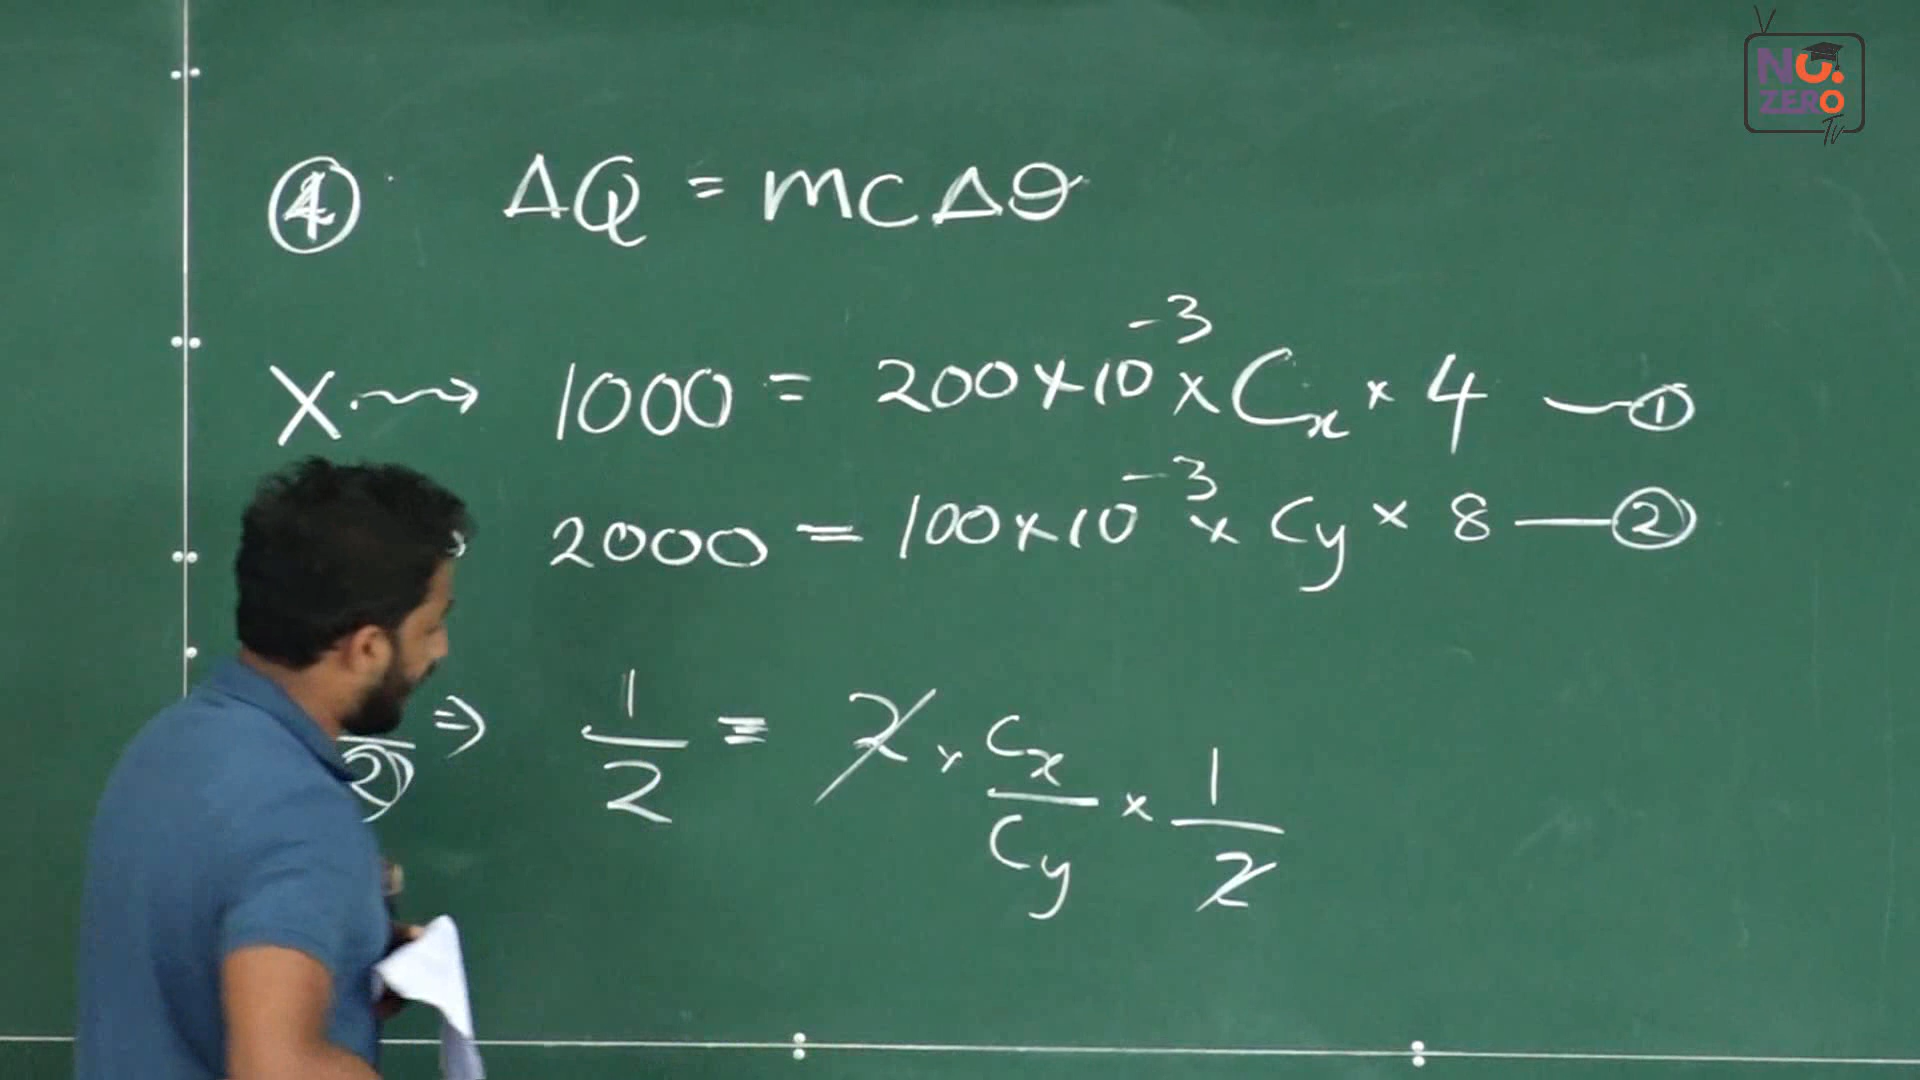 NO. ZERO Tv
④ ΔQ = mCΔθ
X ⇝ 1000 = 200×10⁻³ × Cx × 4 — ①
2000 = 100×10⁻³ × Cy × 8 — ②
② ⇒ 1/2 = 2 × Cx/Cy × 1/2